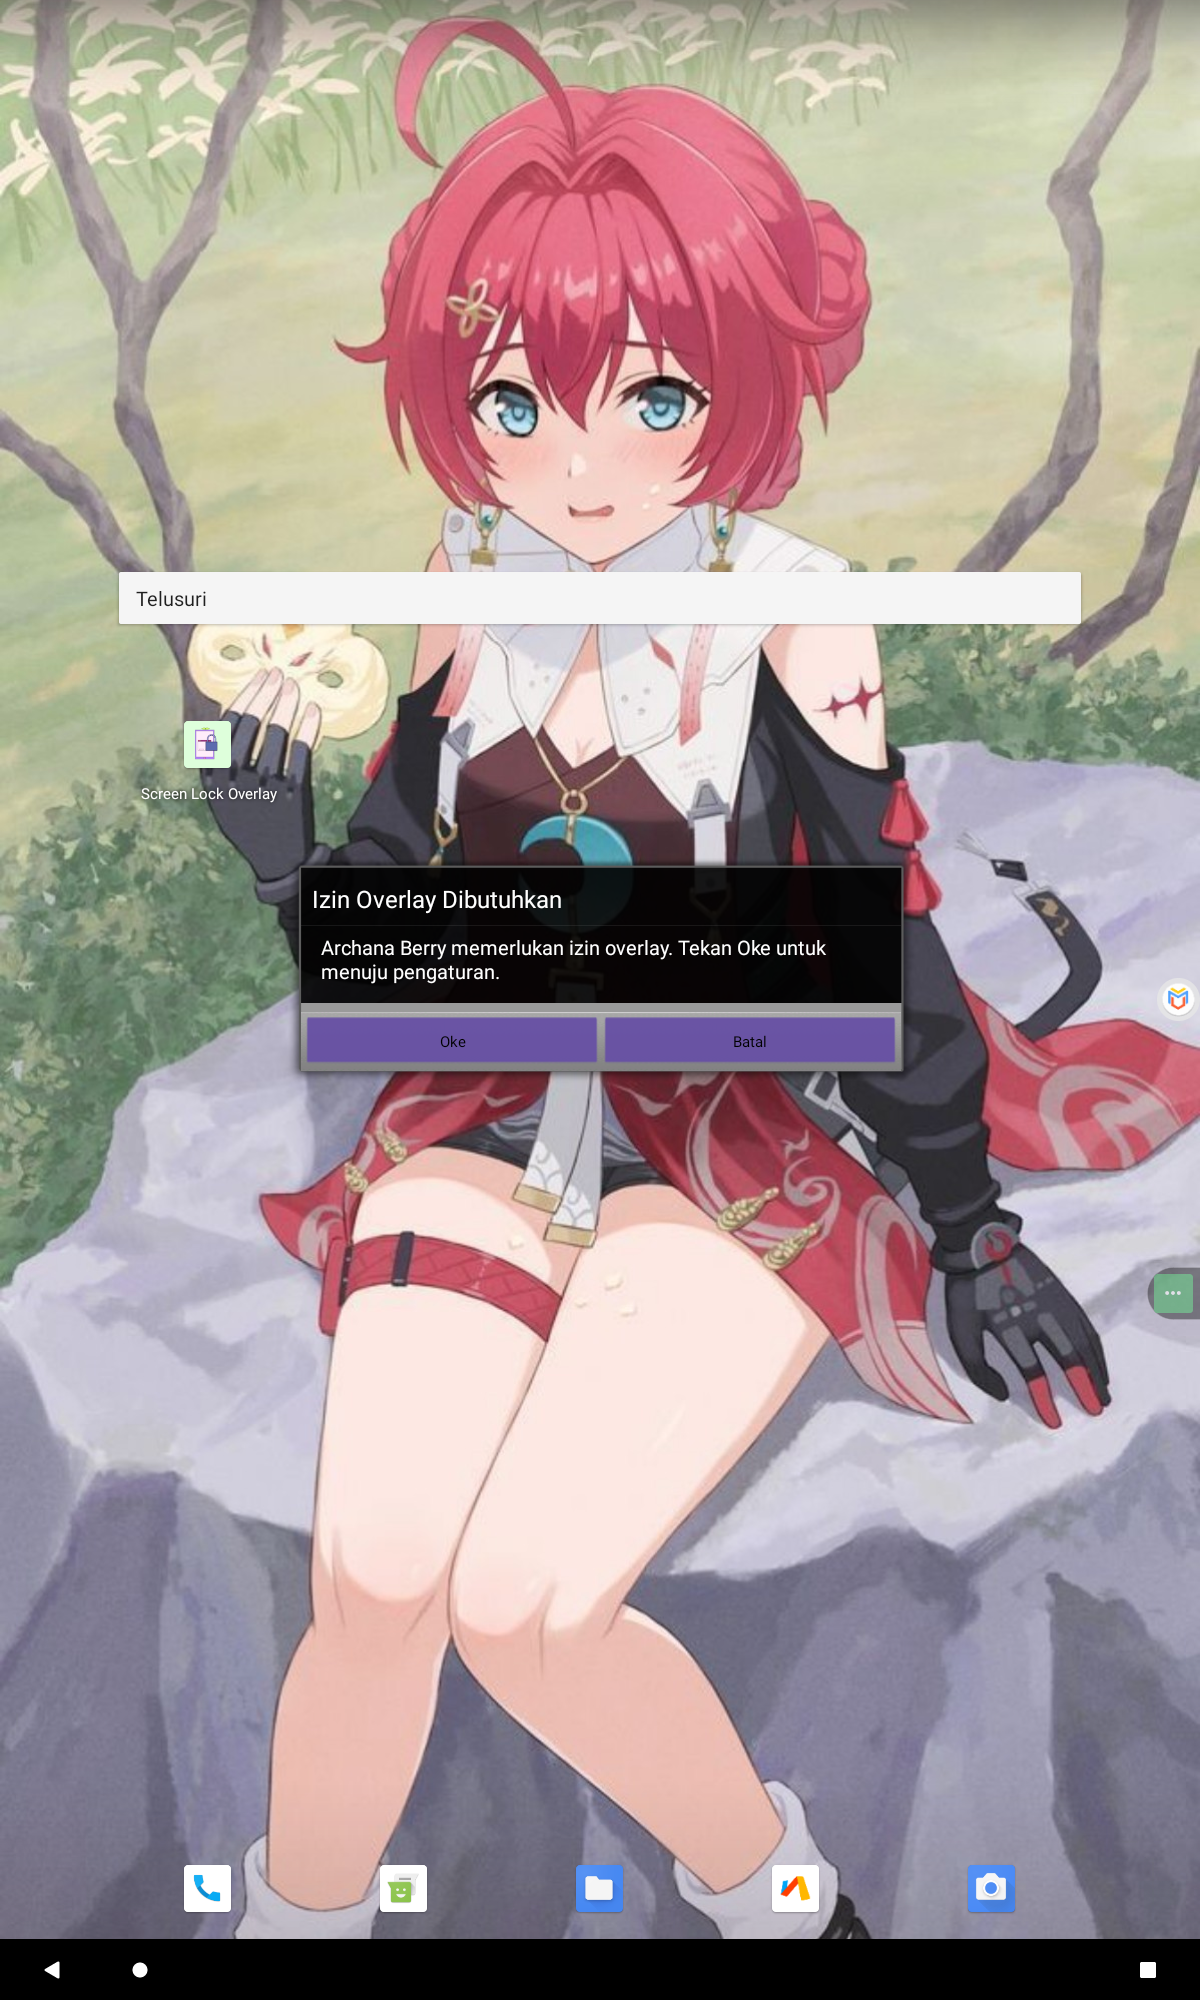 Telusuri
Screen Lock Overlay
Izin Overlay Dibutuhkan
Archana Berry memerlukan izin overlay. Tekan Oke untuk
menuju pengaturan.
Oke
Batal